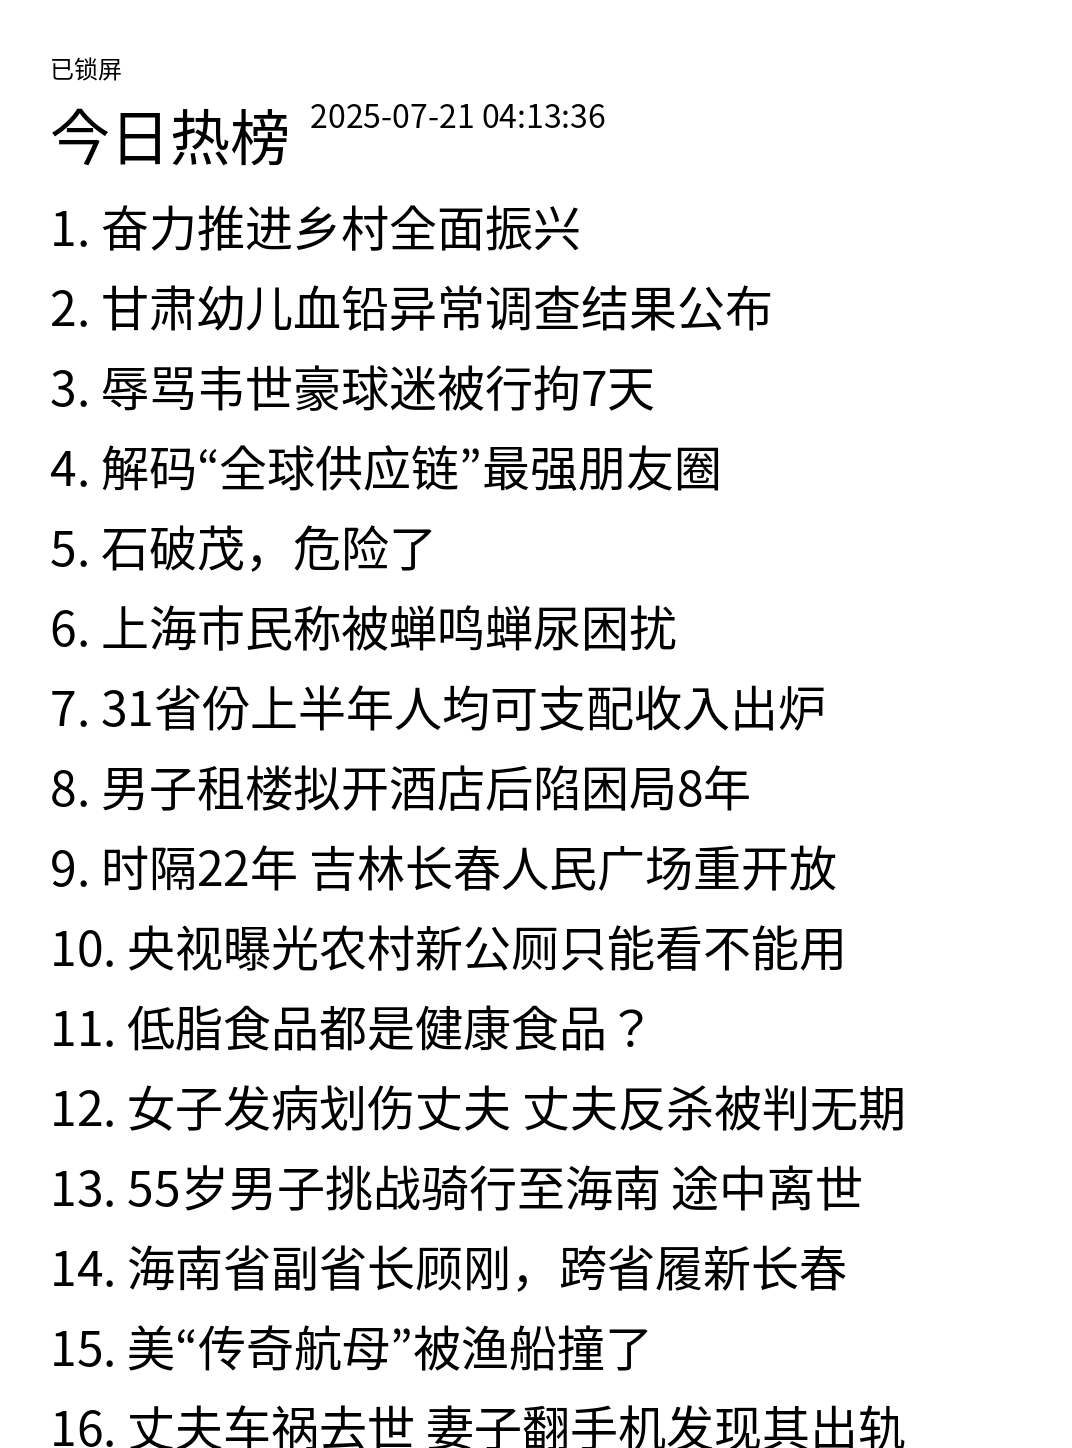 已锁屏
今日热榜 2025-07-21 04:13:36
1. 奋力推进乡村全面振兴
2. 甘肃幼儿血铅异常调查结果公布
3. 辱骂韦世豪球迷被行拘7天
4. 解码“全球供应链”最强朋友圈
5. 石破茂，危险了
6. 上海市民称被蝉鸣蝉尿困扰
7. 31省份上半年人均可支配收入出炉
8. 男子租楼拟开酒店后陷困局8年
9. 时隔22年 吉林长春人民广场重开放
10. 央视曝光农村新公厕只能看不能用
11. 低脂食品都是健康食品？
12. 女子发病划伤丈夫 丈夫反杀被判无期
13. 55岁男子挑战骑行至海南 途中离世
14. 海南省副省长顾刚，跨省履新长春
15. 美“传奇航母”被渔船撞了
16. 丈夫车祸去世 妻子翻手机发现其出轨